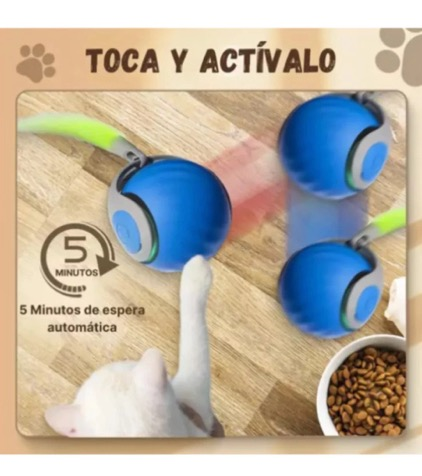 TOCA Y ACTÍVALO
5
MINUTOS
5 Minutos de espera
automática